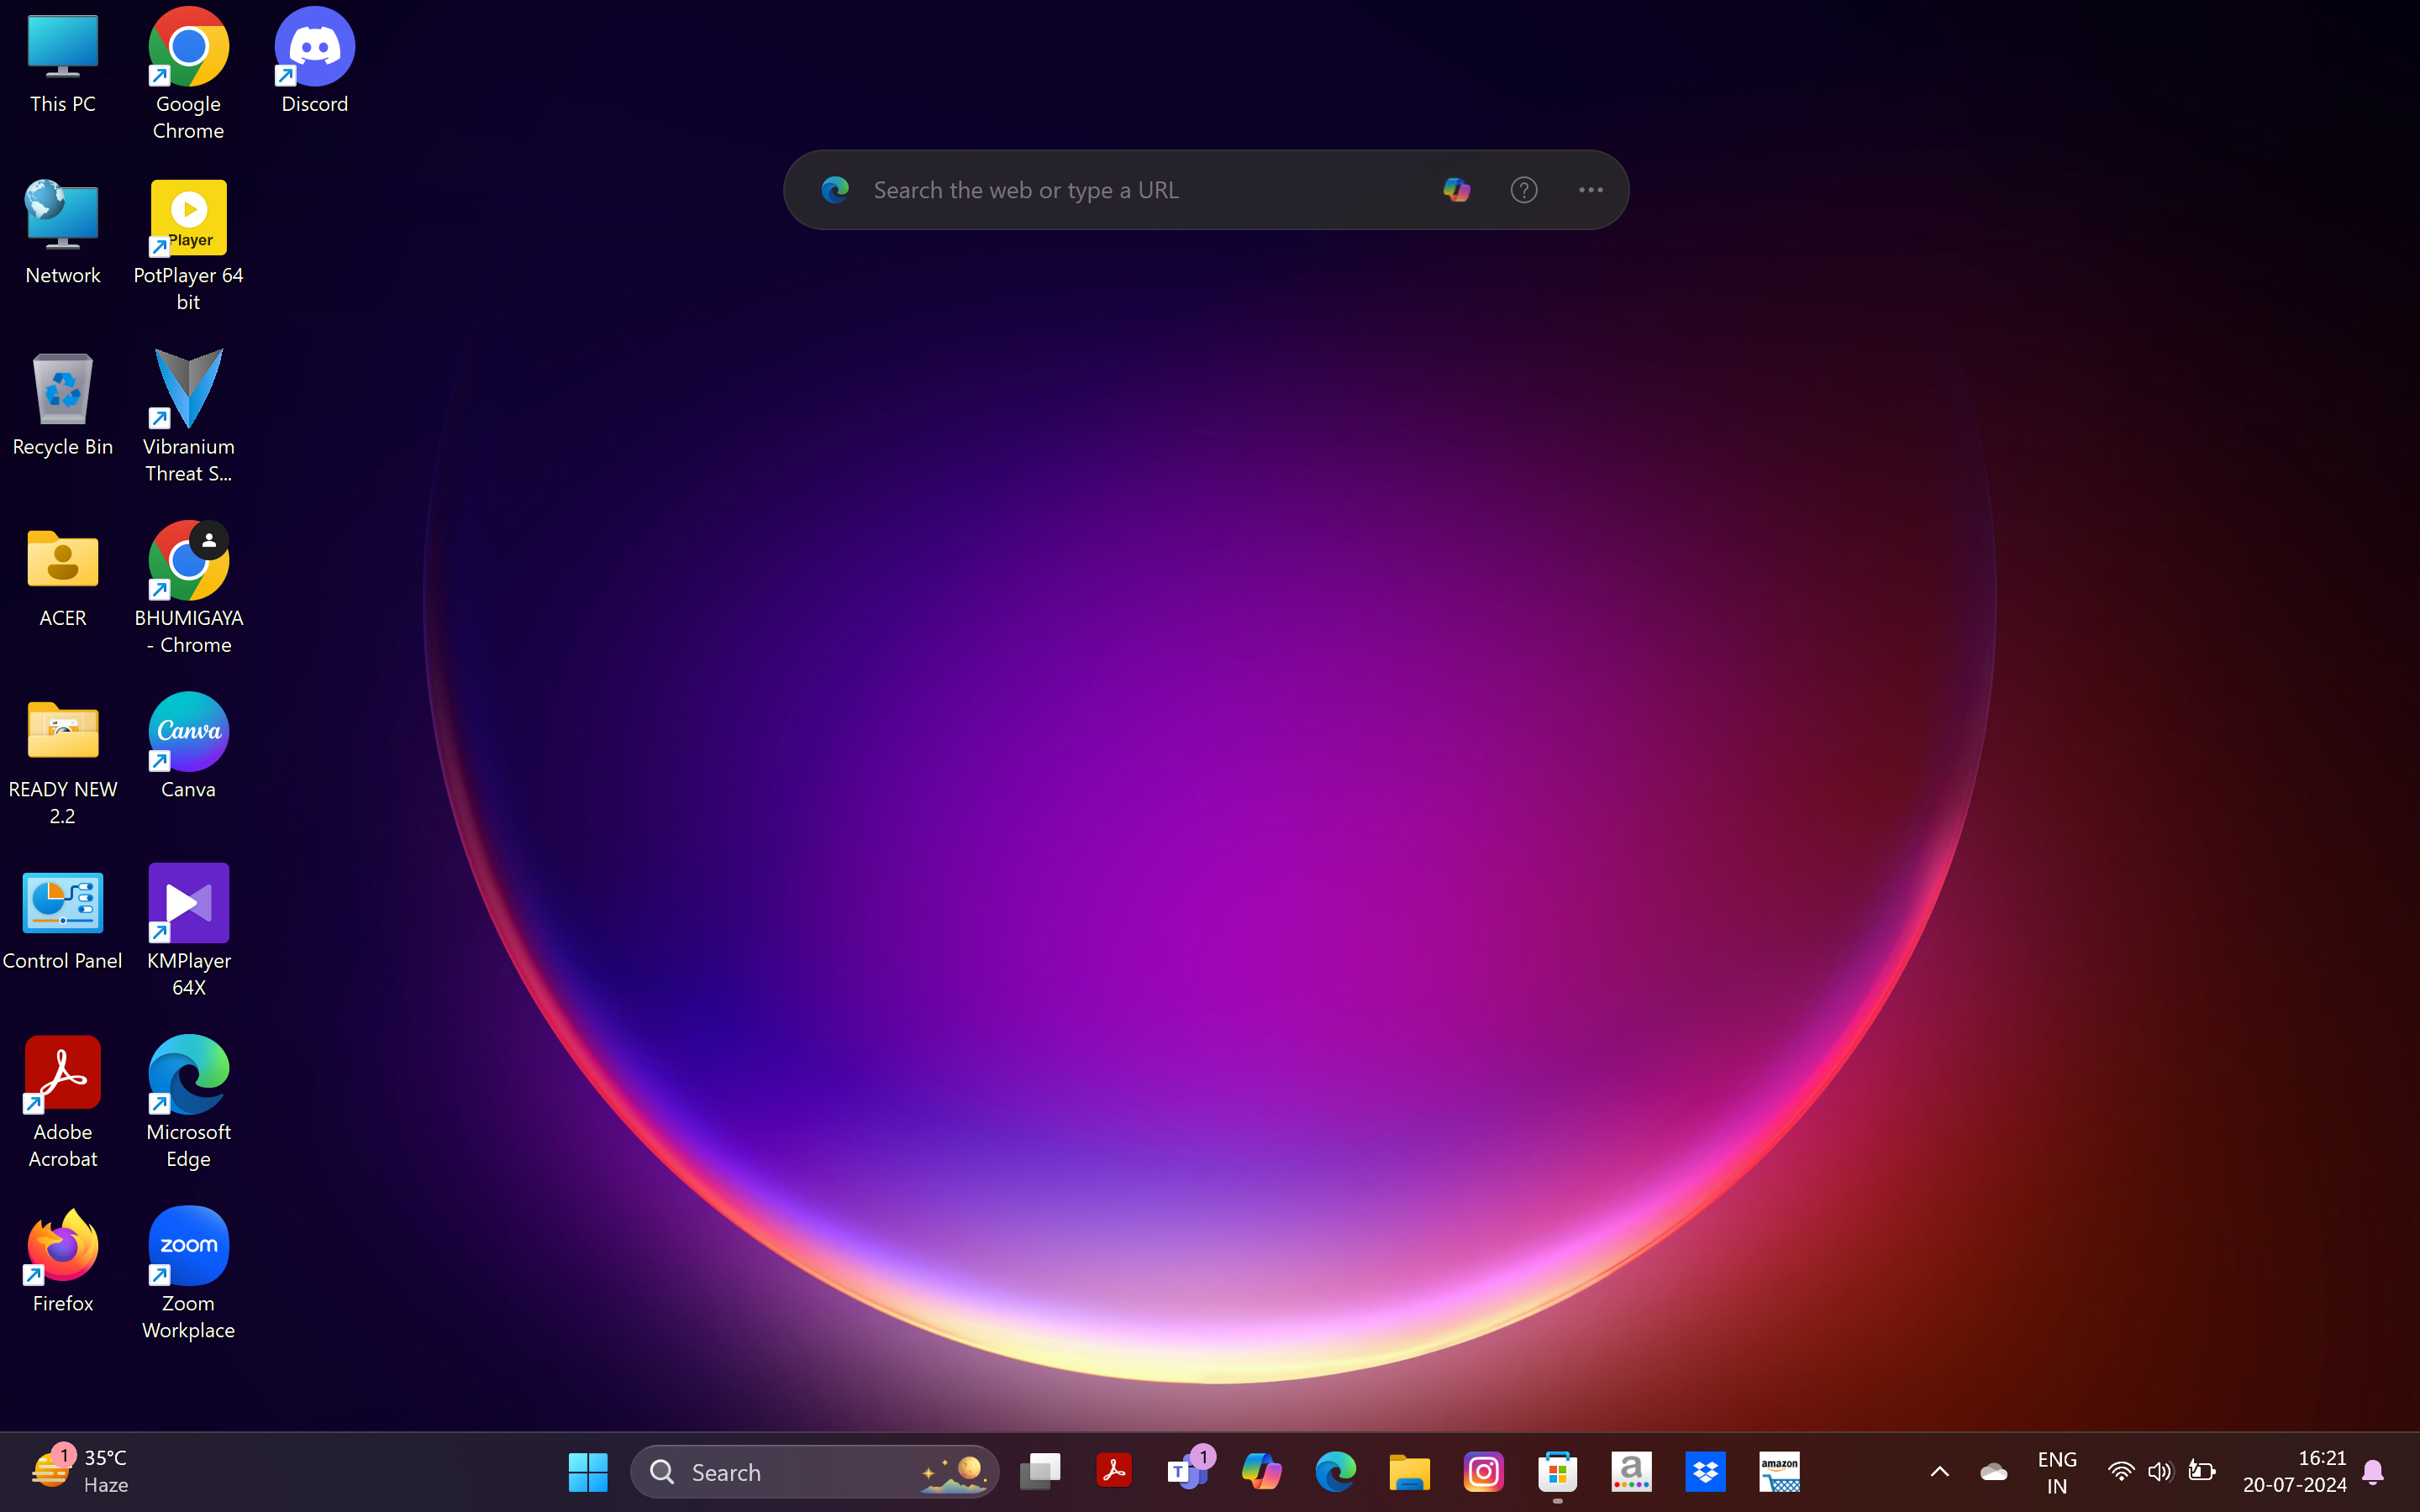 This PC
Google
Chrome
Discord
Search the web or type a URL
Network
Player
PotPlayer 64
bit
Recycle Bin
Vibranium
Threat S...
ACER
BHUMIGAYA
- Chrome
READY NEW
2.2
Canva
Canva
Control Panel
KMPlayer
64X
Adobe
Acrobat
Microsoft
Edge
Firefox
zoom
Zoom
Workplace
1
35°C
Haze
Search
T
1
a
amazon
ENG
IN
16:21
20-07-2024